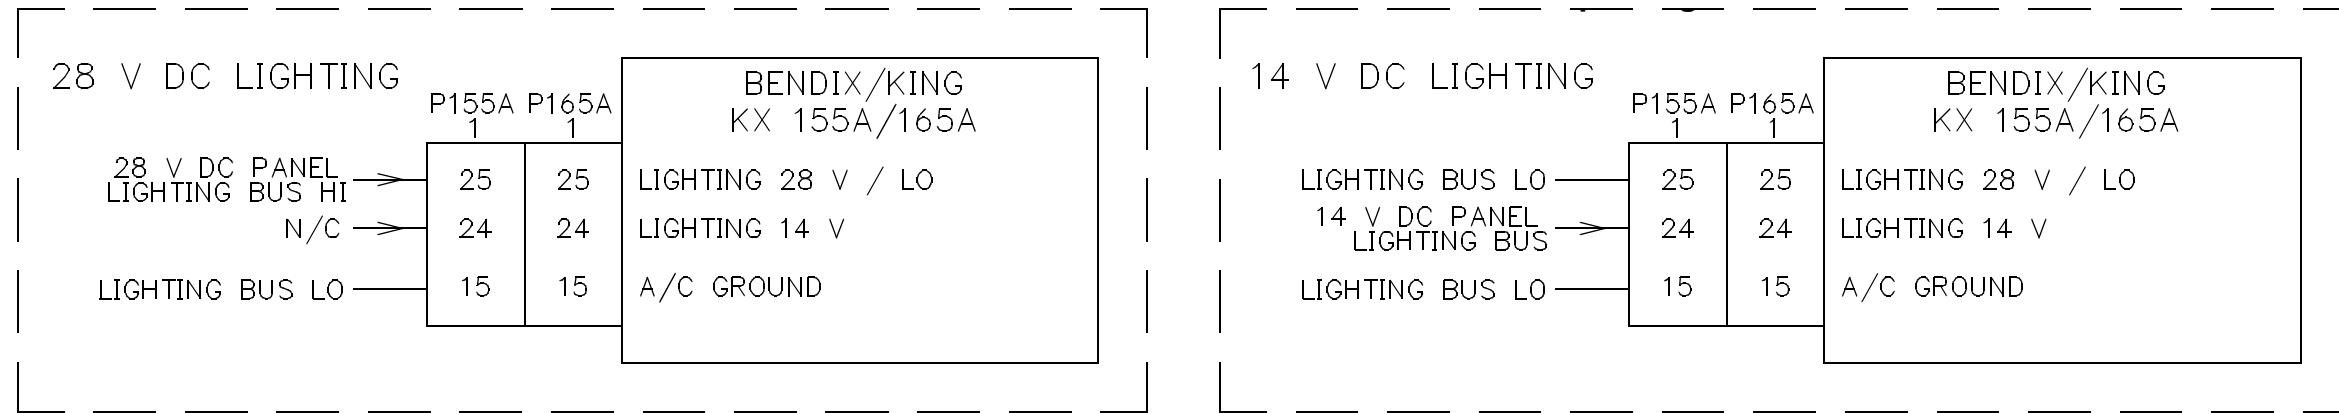 28 V DC LIGHTING
P155A P165A
1 1
BENDIX/KING
KX 155A/165A
28 V DC PANEL
LIGHTING BUS HI
25 25 LIGHTING 28 V / LO
N/C 24 24 LIGHTING 14 V
LIGHTING BUS LO 15 15 A/C GROUND
14 V DC LIGHTING
P155A P165A
1 1
BENDIX/KING
KX 155A/165A
LIGHTING BUS LO 25 25 LIGHTING 28 V / LO
14 V DC PANEL
LIGHTING BUS
24 24 LIGHTING 14 V
LIGHTING BUS LO 15 15 A/C GROUND